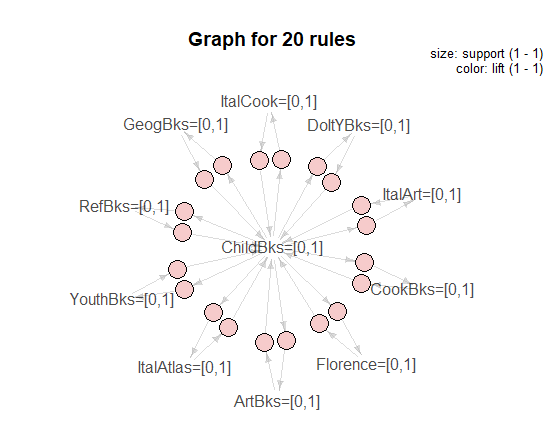 Graph for 20 rules
size: support (1 - 1)
color: lift (1 - 1)
ItalCook=[0,1]
GeogBks=[0,1]
DoItYBks=[0,1]
ItalArt=[0,1]
RefBks=[0,1]
ChildBks=[0,1]
CookBks=[0,1]
YouthBks=[0,1]
ItalAtlas=[0,1]
Florence=[0,1]
ArtBks=[0,1]